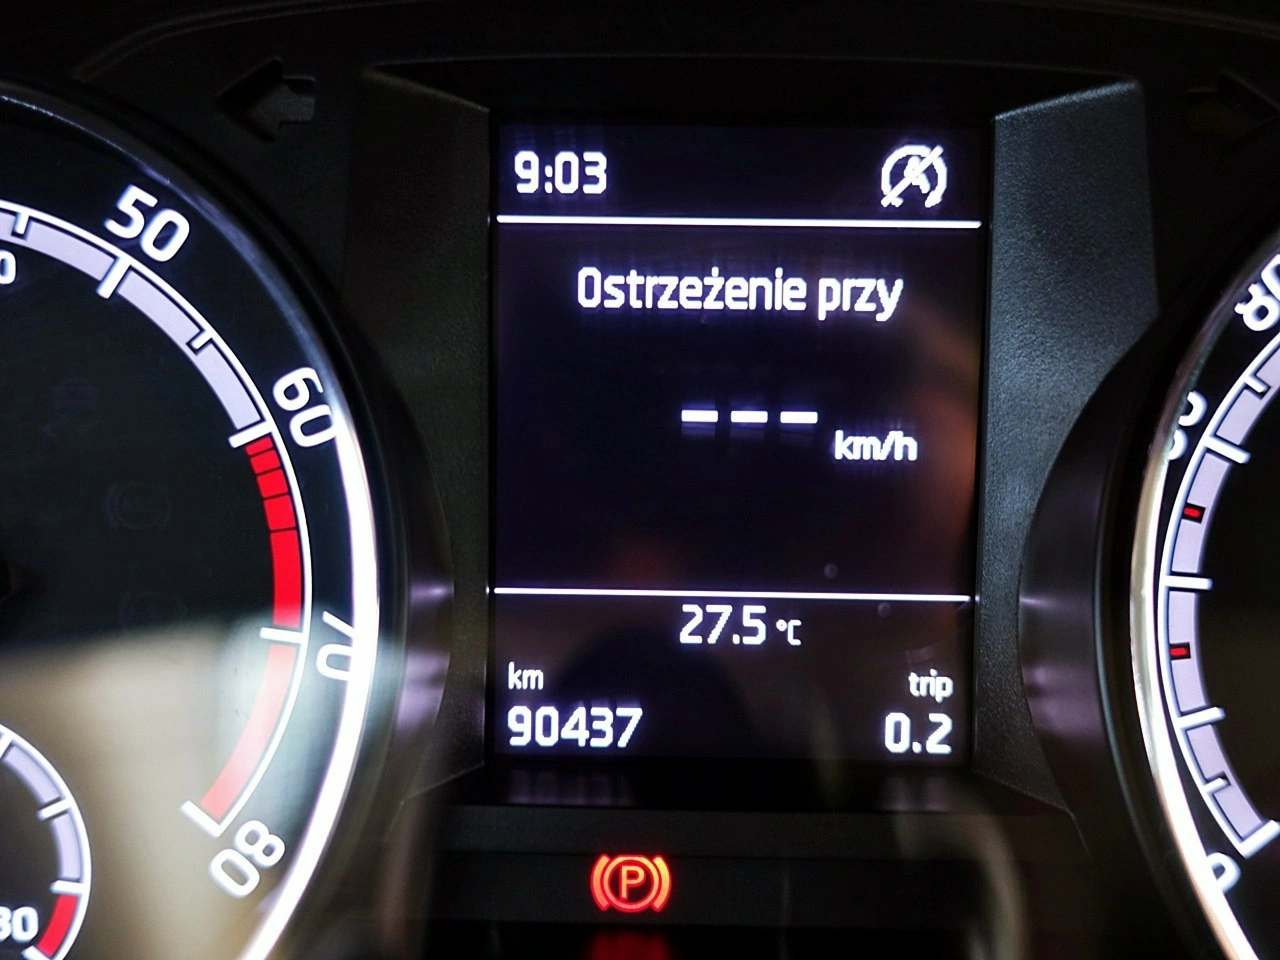 9:03
Ostrzeżenie przy
--- km/h
27.5 °C
km
trip
90437
0.2
50
60
70
80
P